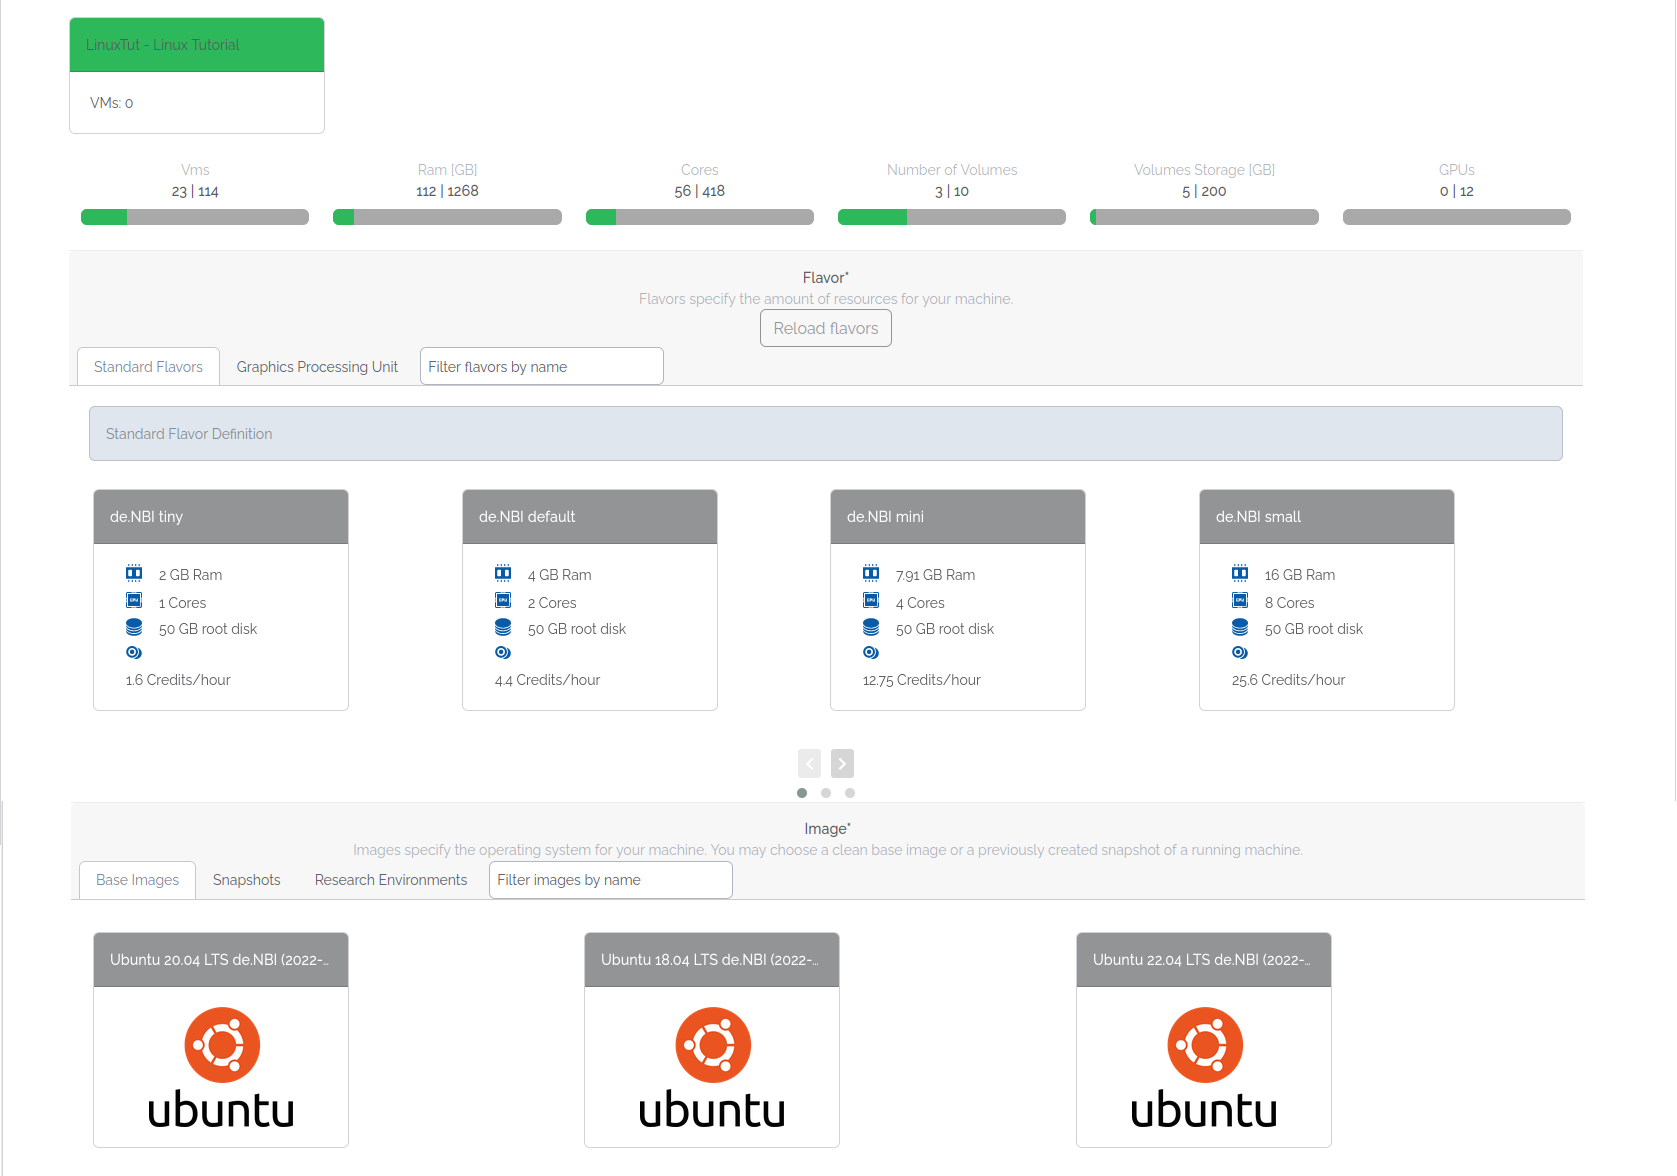 LinuxTut - Linux Tutorial
VMs: 0
Vms Ram [GB] Cores Number of Volumes Volumes Storage [GB] GPUs
23 | 114 112 | 1268 56 | 418 3 | 10 5 | 200 0 | 12
Flavor*
Flavors specify the amount of resources for your machine.
Reload flavors
Standard Flavors Graphics Processing Unit Filter flavors by name
Standard Flavor Definition
de.NBI tiny
2 GB Ram
1 Cores
50 GB root disk
1.6 Credits/hour
de.NBI default
4 GB Ram
2 Cores
50 GB root disk
4.4 Credits/hour
de.NBI mini
7.91 GB Ram
4 Cores
50 GB root disk
12.75 Credits/hour
de.NBI small
16 GB Ram
8 Cores
50 GB root disk
25.6 Credits/hour
Image*
Images specify the operating system for your machine. You may choose a clean base image or a previously created snapshot of a running machine.
Base Images Snapshots Research Environments Filter images by name
Ubuntu 20.04 LTS de.NBI (2022-...
ubuntu
Ubuntu 18.04 LTS de.NBI (2022-...
ubuntu
Ubuntu 22.04 LTS de.NBI (2022-...
ubuntu